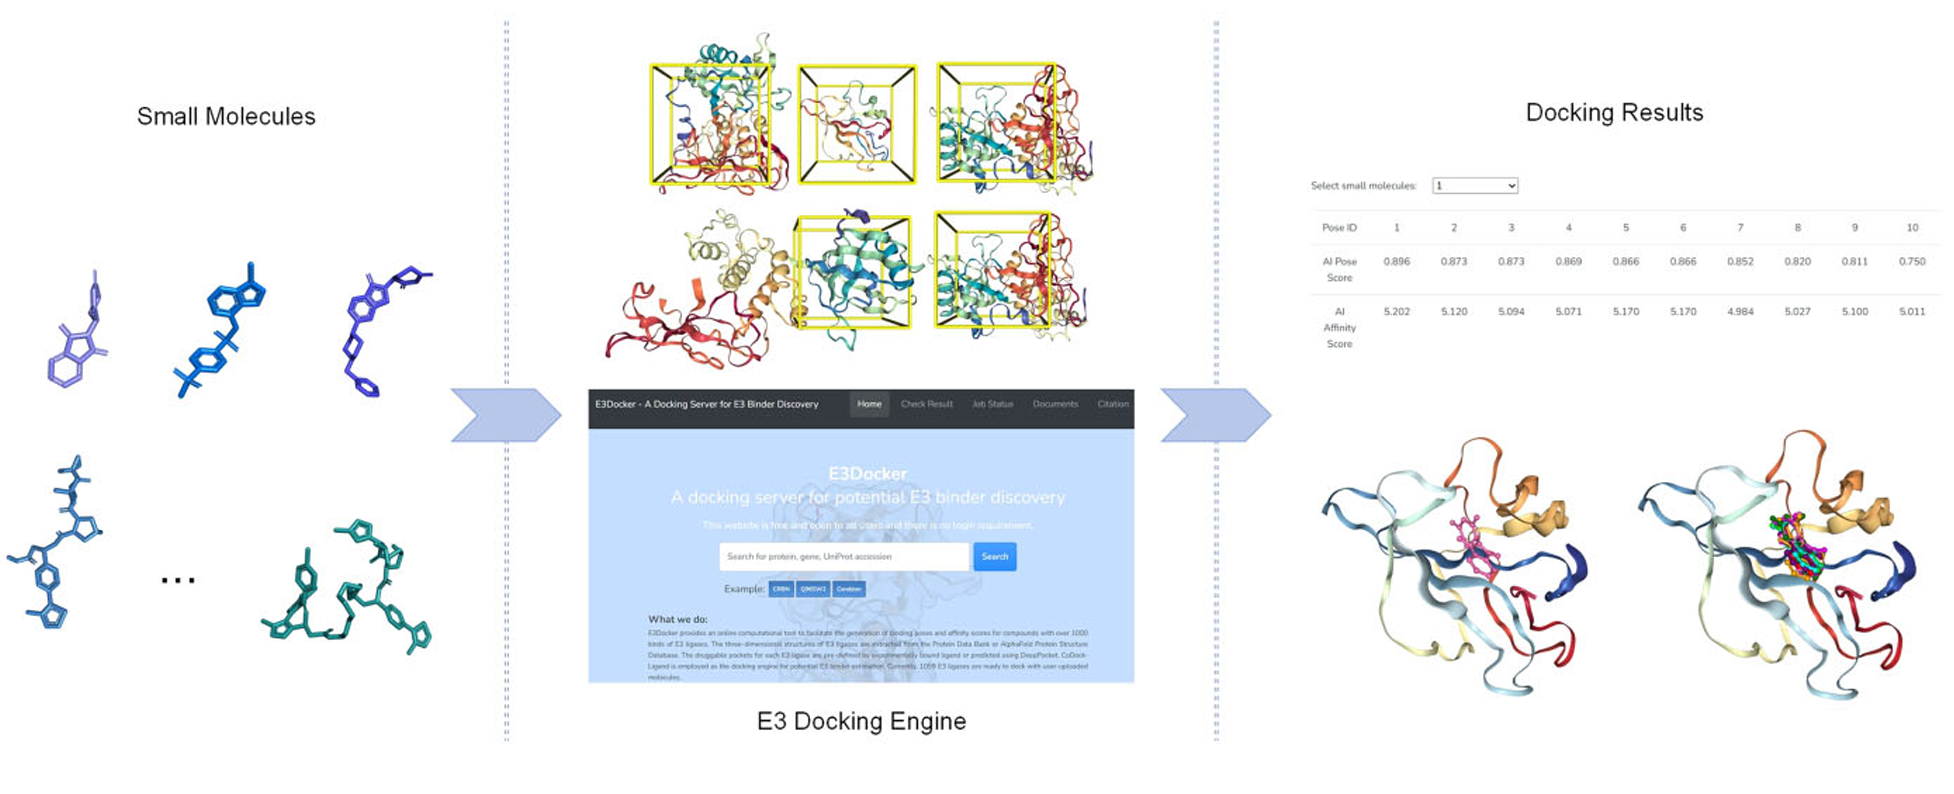 Small Molecules
...
E3Docker - A Docking Server for E3 Binder Discovery
Home Check Result Job Status Documents Citation
E3Docker
A docking server for potential E3 binder discovery
This website is free and open to all users and there is no login requirement.
Search for protein, gene, UniProt accession Search
Example: CRBN Q96SW2 Cereblon
What we do:
E3Docker provides an online computational tool to facilitate the generation of binding poses and affinity scores for compounds with over 1000
kinds of E3 ligases. The three-dimensional structures of E3 ligases are extracted from the Protein Data Bank or AlphaFold Protein Structure
Database. The druggable pockets for each E3 ligase are pre-defined by experimentally bound ligand or predicted using DeepPocket. CoDock-
Ligand is employed as the docking engine for potential E3 binder estimation. Currently, 1059 E3 ligases are ready to dock with user-uploaded
molecules.
E3 Docking Engine
Docking Results
Select small molecules: 1
Pose ID 1 2 3 4 5 6 7 8 9 10
AI Pose Score 0.896 0.873 0.873 0.869 0.866 0.866 0.852 0.820 0.811 0.750
AI Affinity Score 5.202 5.120 5.094 5.071 5.170 5.170 4.984 5.027 5.100 5.011